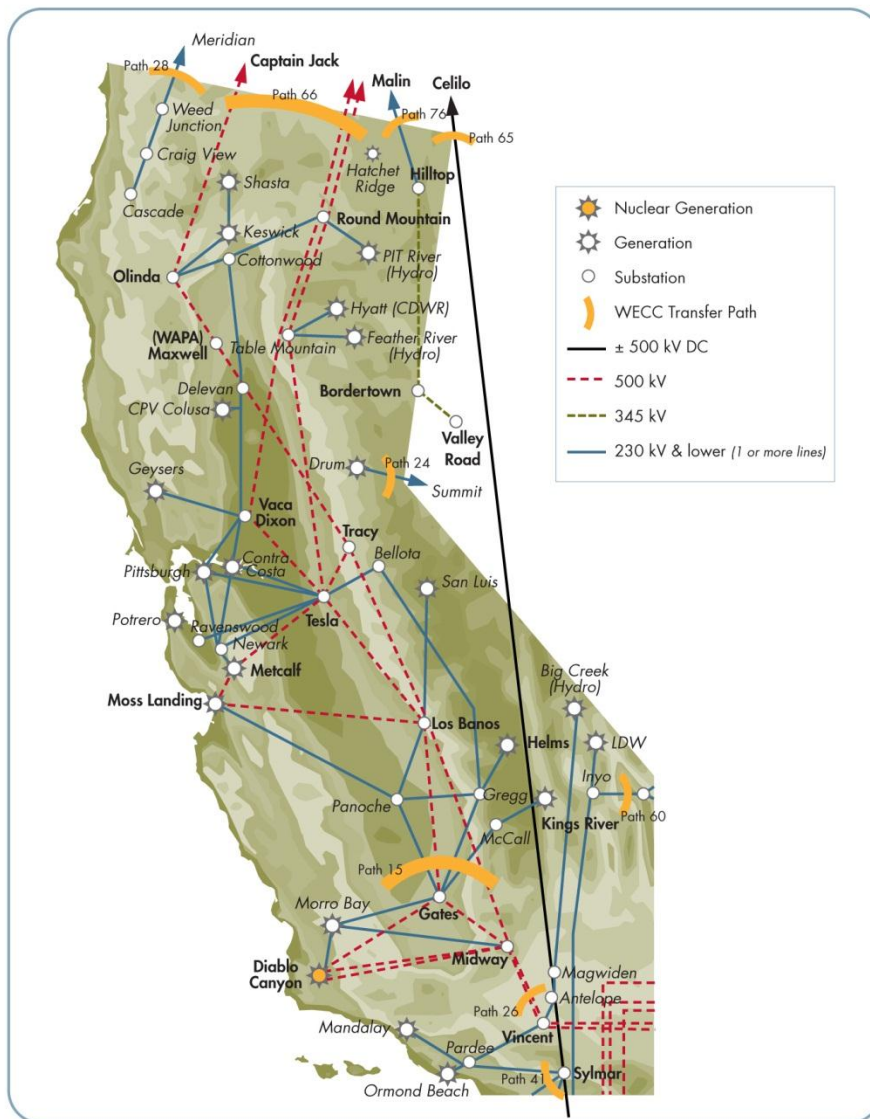 Meridian
Captain Jack
Path 28
Path 66
Malin
Celilo
Path 76
Path 65
Weed
Junction
Craig View
Cascade
Shasta
Hatchet
Ridge
Hilltop
Round Mountain
Keswick
Cottonwood
PIT River
(Hydro)
Olinda
Hyatt (CDWR)
(WAPA)
Maxwell
Table Mountain
Feather River
(Hydro)
Delevan
CPV Colusa
Bordertown
Valley
Road
Geysers
Drum
Path 24
Summit
Vaca
Dixon
Tracy
Bellota
Contra
Costa
Pittsburgh
San Luis
Potrero
Ravenswood
Newark
Tesla
Metcalf
Moss Landing
Big Creek
(Hydro)
Los Banos
Helms
LDW
Inyo
Panoche
Gregg
Kings River
Path 60
McCall
Path 15
Gates
Morro Bay
Midway
Diablo
Canyon
Magwiden
Antelope
Path 26
Vincent
Mandalay
Pardee
Ormond Beach
Path 41
Sylmar
Nuclear Generation
Generation
Substation
WECC Transfer Path
± 500 kV DC
500 kV
345 kV
230 kV & lower (1 or more lines)